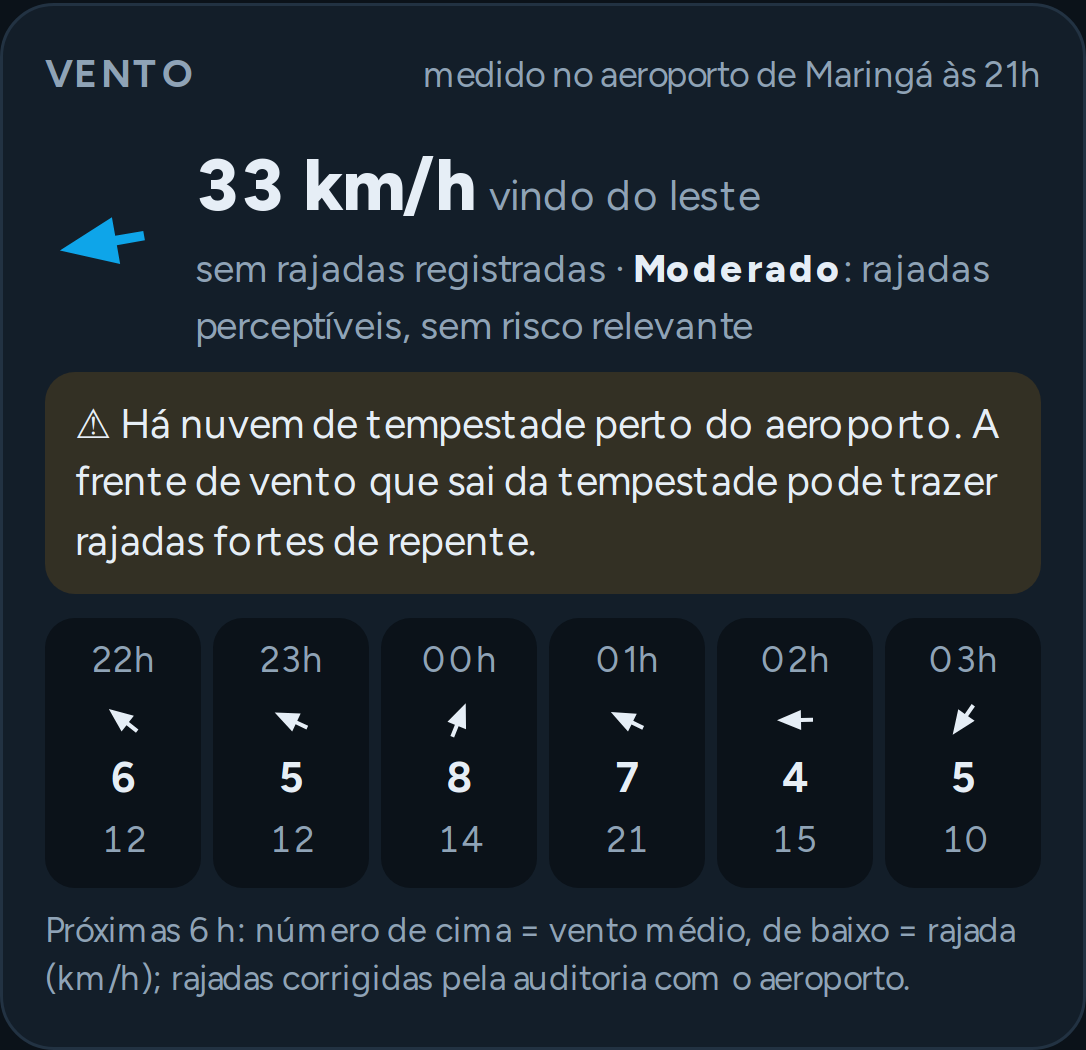 VENTO
medido no aeroporto de Maringá às 21h
33 km/h vindo do leste
sem rajadas registradas · Moderado: rajadas
perceptíveis, sem risco relevante
⚠ Há nuvem de tempestade perto do aeroporto. A
frente de vento que sai da tempestade pode trazer
rajadas fortes de repente.
22h 23h 00h 01h 02h 03h
6 5 8 7 4 5
12 12 14 21 15 10
Próximas 6 h: número de cima = vento médio, de baixo = rajada
(km/h); rajadas corrigidas pela auditoria com o aeroporto.